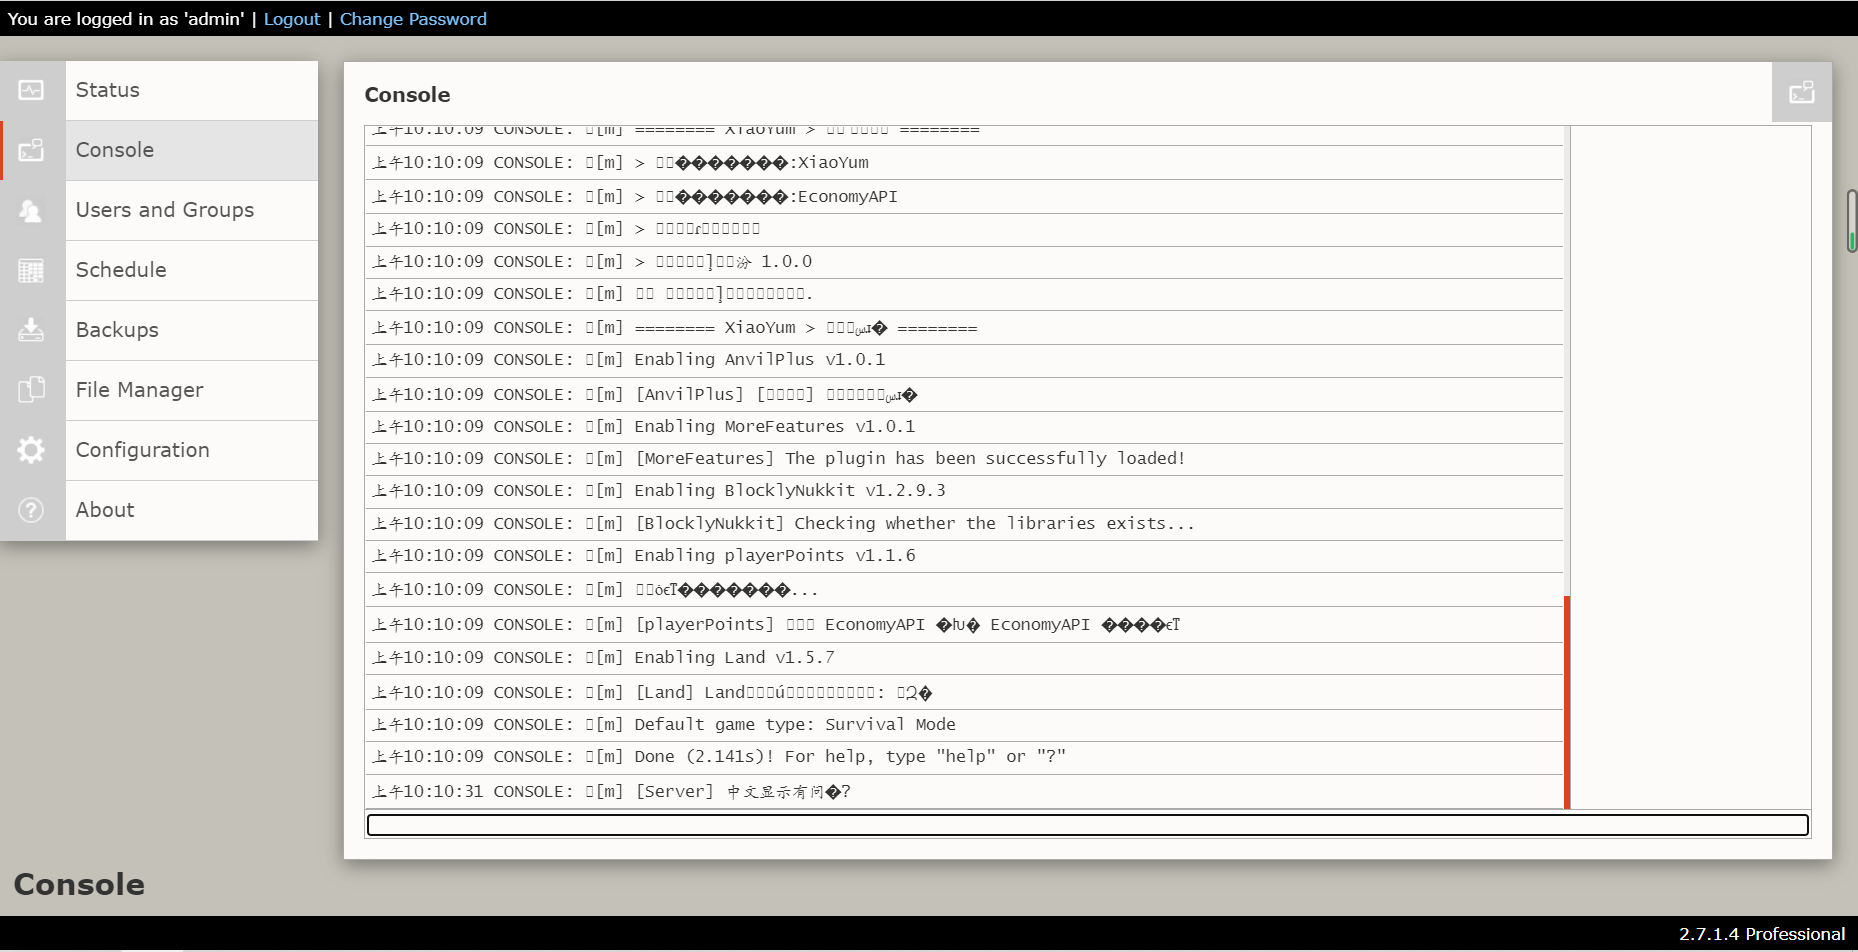 You are logged in as 'admin' | Logout | Change Password
Status
Console
Users and Groups
Schedule
Backups
File Manager
Configuration
About
Console
上午10:10:09 CONSOLE: [m] ======== XiaoYum > ========
上午10:10:09 CONSOLE: [m] > �������:XiaoYum
上午10:10:09 CONSOLE: [m] > �������:EconomyAPI
上午10:10:09 CONSOLE: [m] >
上午10:10:09 CONSOLE: [m] > 汾 1.0.0
上午10:10:09 CONSOLE: [m]
上午10:10:09 CONSOLE: [m] ======== XiaoYum > � ========
上午10:10:09 CONSOLE: [m] Enabling AnvilPlus v1.0.1
上午10:10:09 CONSOLE: [m] [AnvilPlus]
上午10:10:09 CONSOLE: [m] Enabling MoreFeatures v1.0.1
上午10:10:09 CONSOLE: [m] [MoreFeatures] The plugin has been successfully loaded!
上午10:10:09 CONSOLE: [m] Enabling BlocklyNukkit v1.2.9.3
上午10:10:09 CONSOLE: [m] [BlocklyNukkit] Checking whether the libraries exists...
上午10:10:09 CONSOLE: [m] Enabling playerPoints v1.1.6
上午10:10:09 CONSOLE: [m] �������...
上午10:10:09 CONSOLE: [m] [playerPoints] EconomyAPI �Ƕ� EconomyAPI ����
上午10:10:09 CONSOLE: [m] Enabling Land v1.5.7
上午10:10:09 CONSOLE: [m] [Land] Land
上午10:10:09 CONSOLE: [m] Default game type: Survival Mode
上午10:10:09 CONSOLE: [m] Done (2.141s)! For help, type "help" or "?"
上午10:10:31 CONSOLE: [m] [Server] 中文显示有问�?
Console
2.7.1.4 Professional